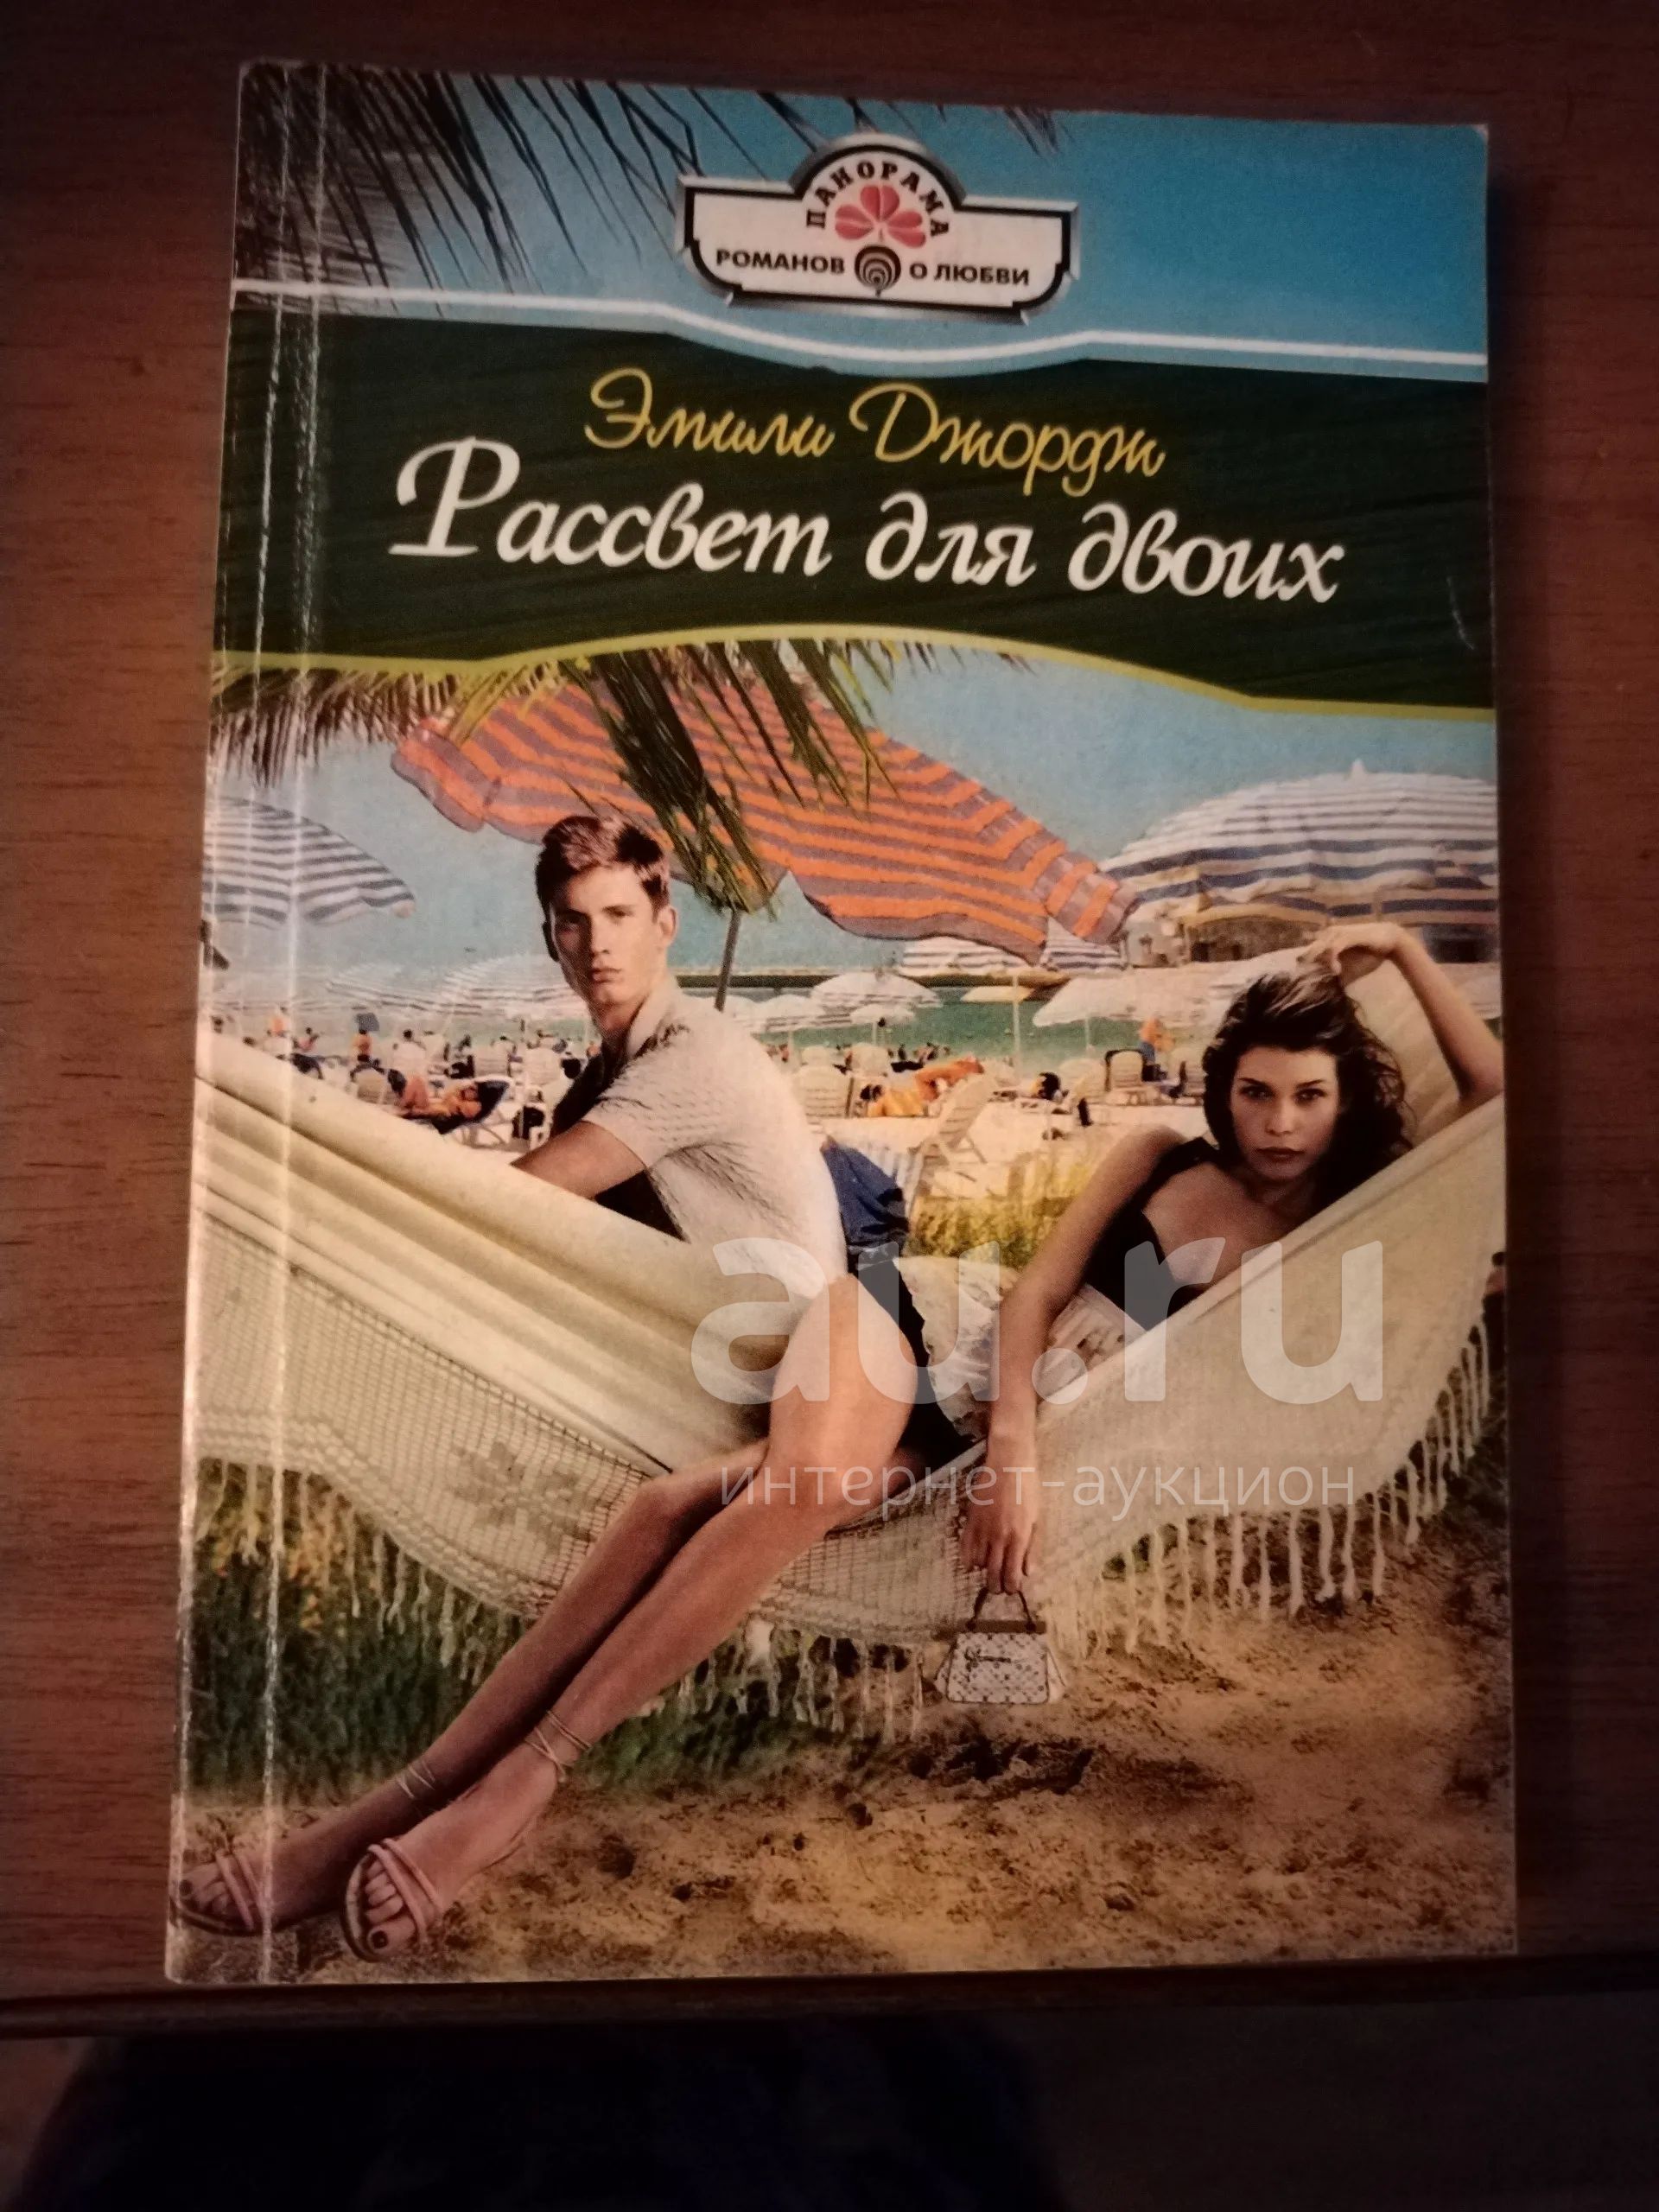 ПАНОРАМА
РОМАНОВ О ЛЮБВИ
Эмили Джордж
Рассвет для двоих
au.ru
интернет-аукцион